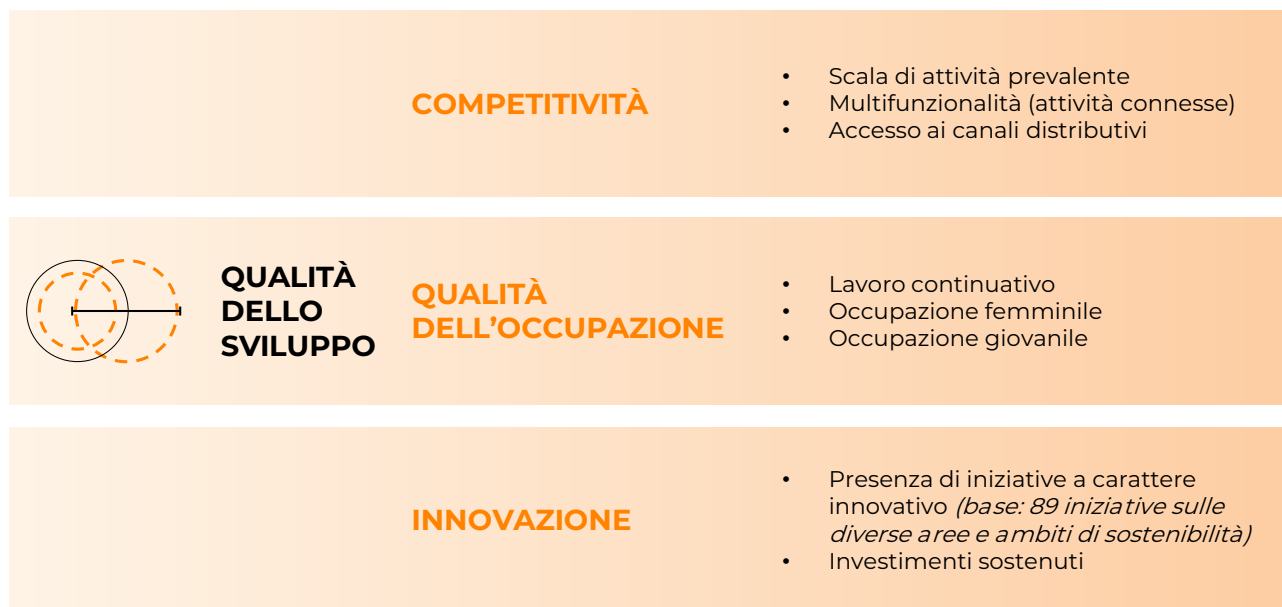 COMPETITIVITÀ
• Scala di attività prevalente
• Multifunzionalità (attività connesse)
• Accesso ai canali distributivi
QUALITÀ
DELLO
SVILUPPO
QUALITÀ
DELL’OCCUPAZIONE
• Lavoro continuativo
• Occupazione femminile
• Occupazione giovanile
INNOVAZIONE
• Presenza di iniziative a carattere
innovativo (base: 89 iniziative sulle
diverse aree e ambiti di sostenibilità)
• Investimenti sostenuti